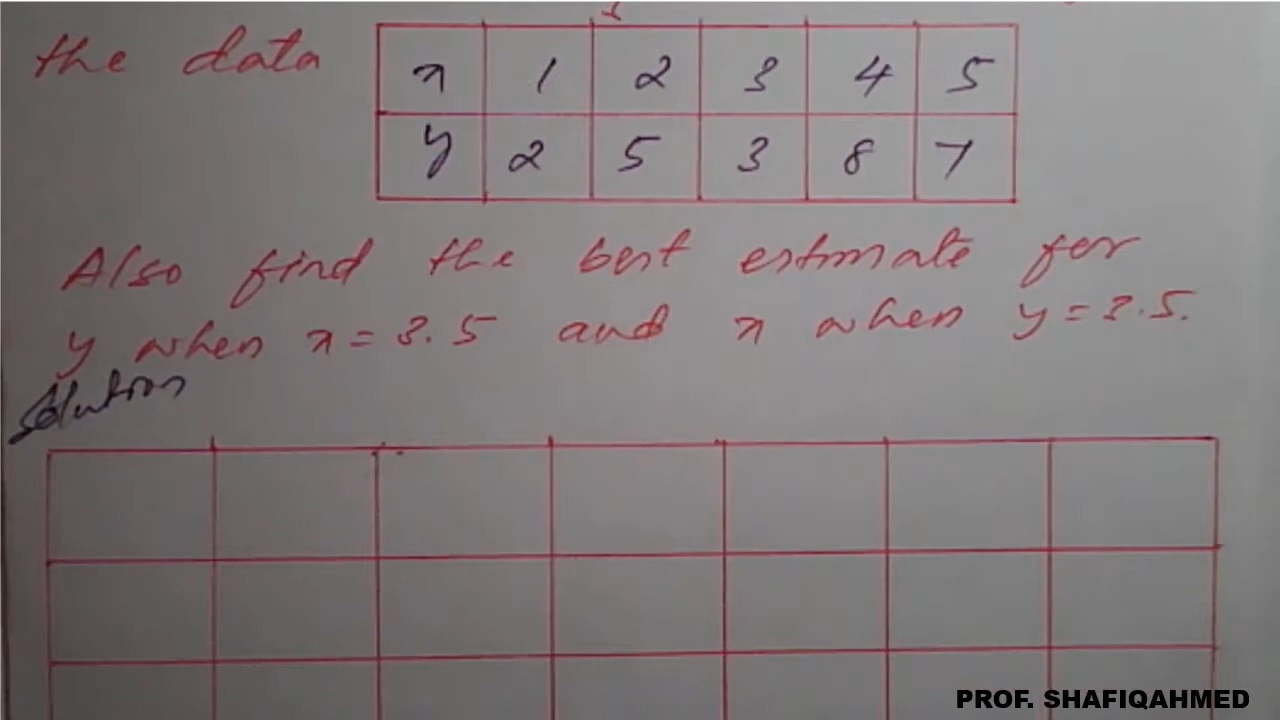 the data
x 1 2 3 4 5
y 2 5 3 8 7
Also find the best estimate for
y when x = 3.5 and x when y = 3.5.
Solution
PROF. SHAFIQAHMED